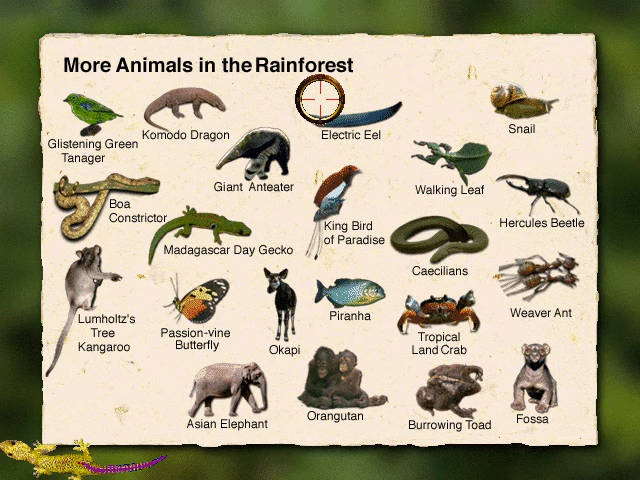 More Animals in the Rainforest
Glistening Green
Tanager
Komodo Dragon
Electric Eel
Snail
Giant Anteater
Walking Leaf
Boa
Constrictor
Hercules Beetle
King Bird
of Paradise
Madagascar Day Gecko
Caecilians
Lumholtz's
Tree
Kangaroo
Passion-vine
Butterfly
Okapi
Piranha
Tropical
Land Crab
Weaver Ant
Asian Elephant
Orangutan
Burrowing Toad
Fossa